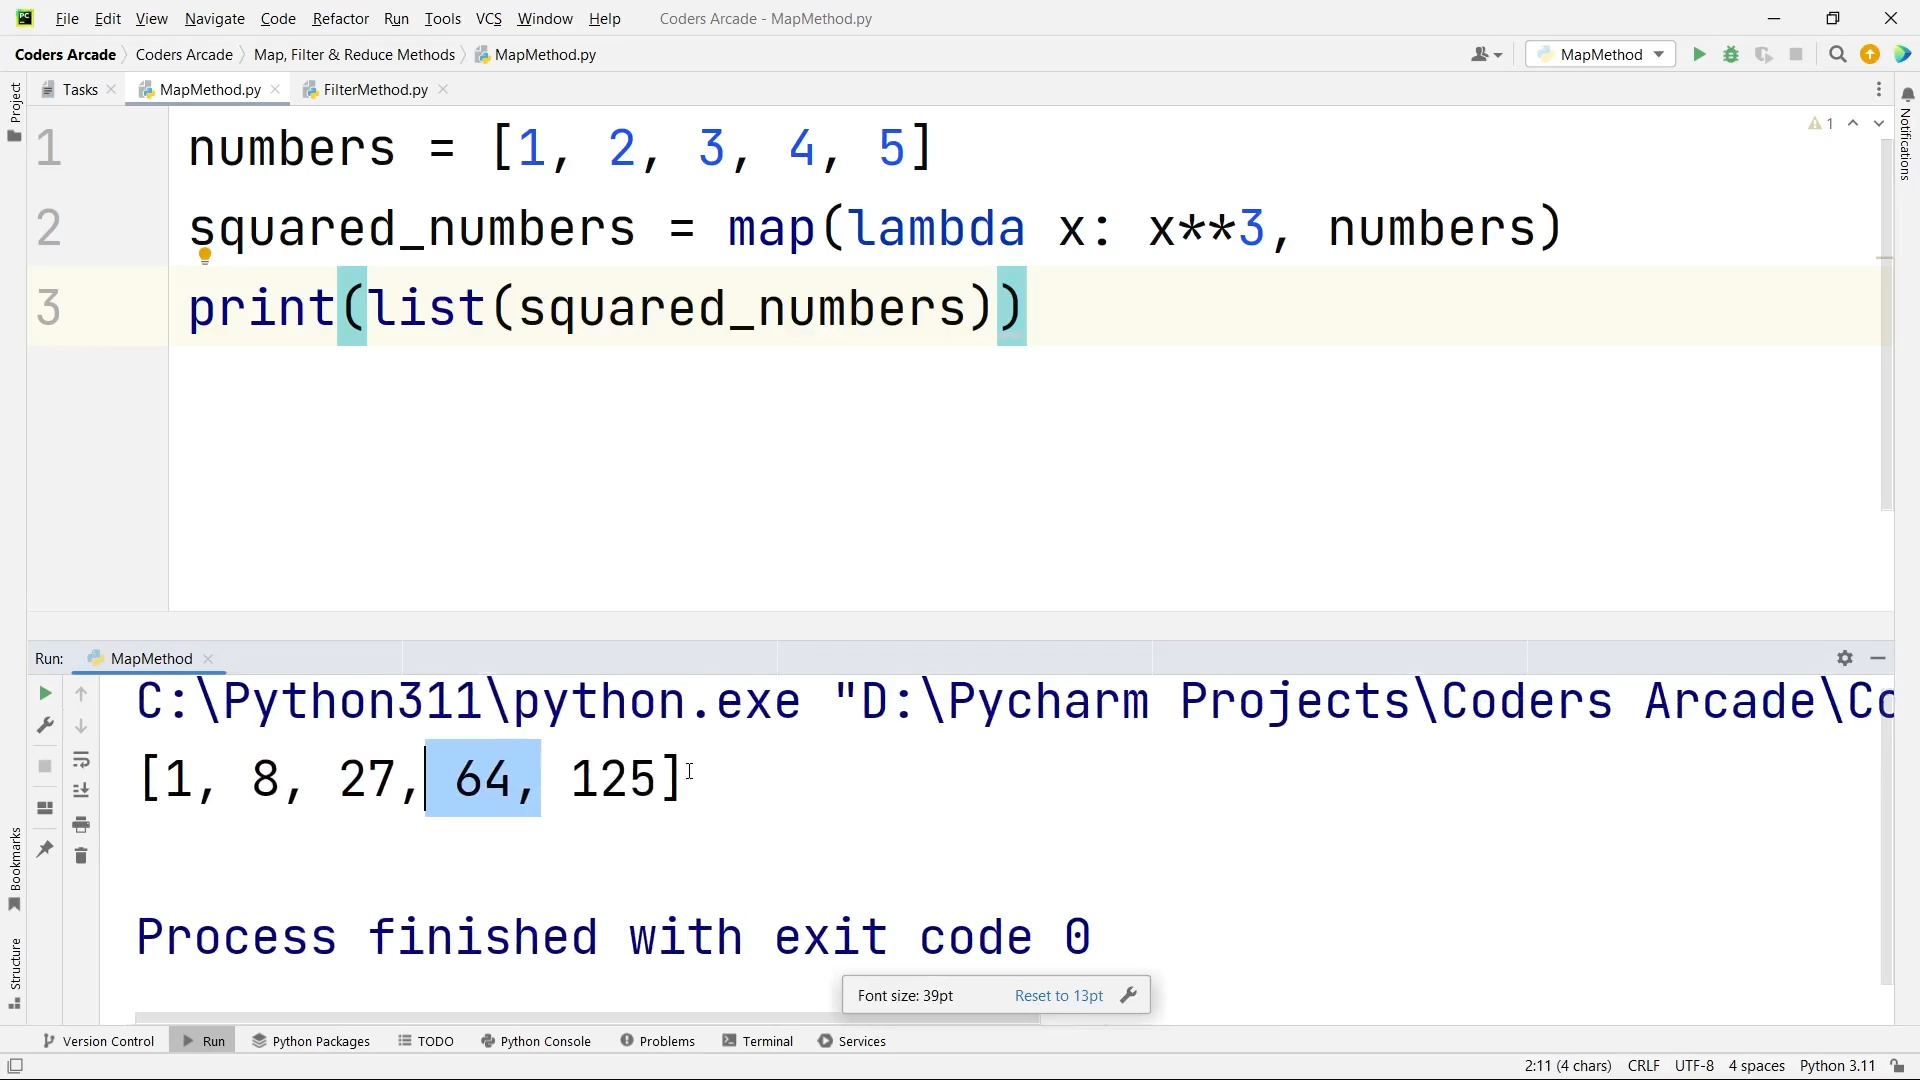 File Edit View Navigate Code Refactor Run Tools VCS Window Help Coders Arcade - MapMethod.py
Coders Arcade Coders Arcade Map, Filter & Reduce Methods MapMethod.py MapMethod
Tasks MapMethod.py FilterMethod.py
Project
Notifications
1
1 numbers = [1, 2, 3, 4, 5]
2 squared_numbers = map(lambda x: x**3, numbers)
3 print(list(squared_numbers))
Run: MapMethod
C:\Python311\python.exe "D:\Pycharm Projects\Coders Arcade\Co
[1, 8, 27, 64, 125]
Process finished with exit code 0
Bookmarks
Structure
Font size: 39pt Reset to 13pt
Version Control Run Python Packages TODO Python Console Problems Terminal Services
2:11 (4 chars) CRLF UTF-8 4 spaces Python 3.11